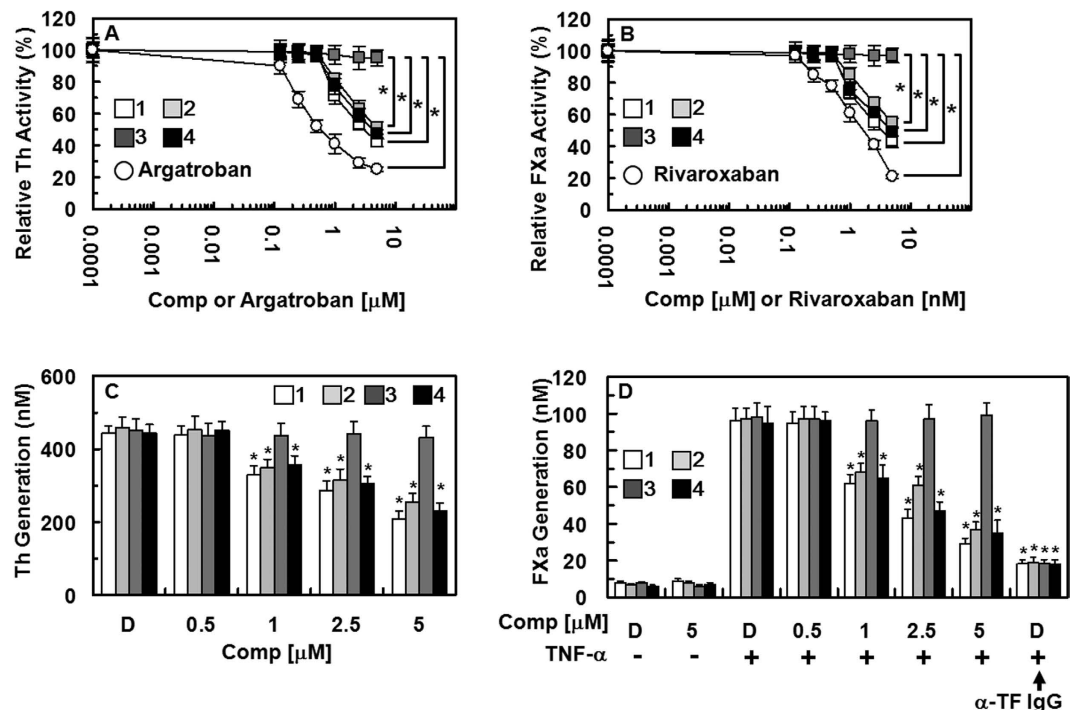 A
Relative Th Activity (%)
120
100
80
60
40
20
0
1 2
3 4
Argatroban
* * * *
0.0001 0.001 0.01 0.1 1 10
Comp or Argatroban [μM]
B
Relative FXa Activity (%)
120
100
80
60
40
20
0
1 2
3 4
Rivaroxaban
* * * *
0.0001 0.001 0.01 0.1 1 10
Comp [μM] or Rivaroxaban [nM]
C
Th Generation (nM)
600
400
200
0
1 2 3 4
* * *
* * *
* * *
D 0.5 1 2.5 5
Comp [μM]
D
FXa Generation (nM)
120
100
80
60
40
20
0
1 2
3 4
* * *
* * *
* * *
* * * *
Comp [μM] D 5 D 0.5 1 2.5 5 D
TNF-α - - + + + + + +
α-TF IgG